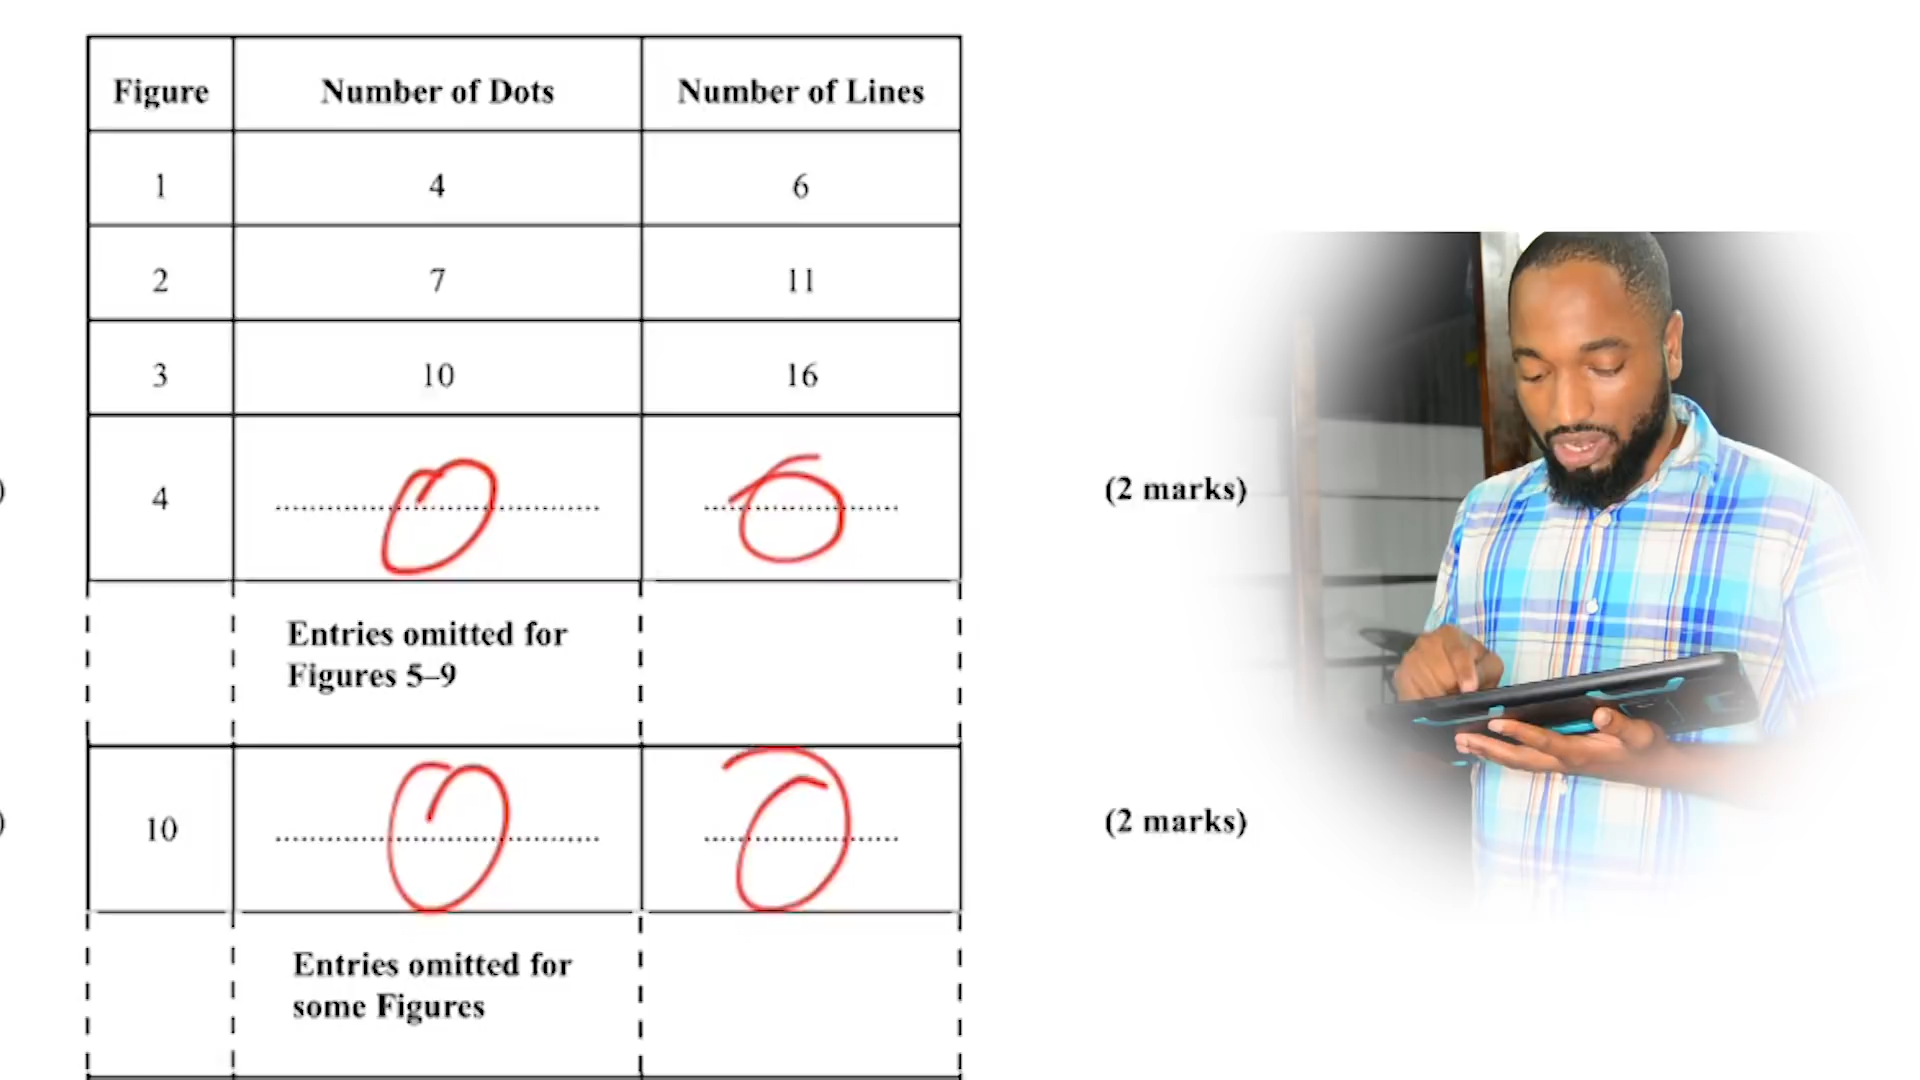 Figure Number of Dots Number of Lines
1 4 6
2 7 11
3 10 16
) 4 .......... .......... (2 marks)
Entries omitted for
Figures 5–9
) 10 .......... .......... (2 marks)
Entries omitted for
some Figures